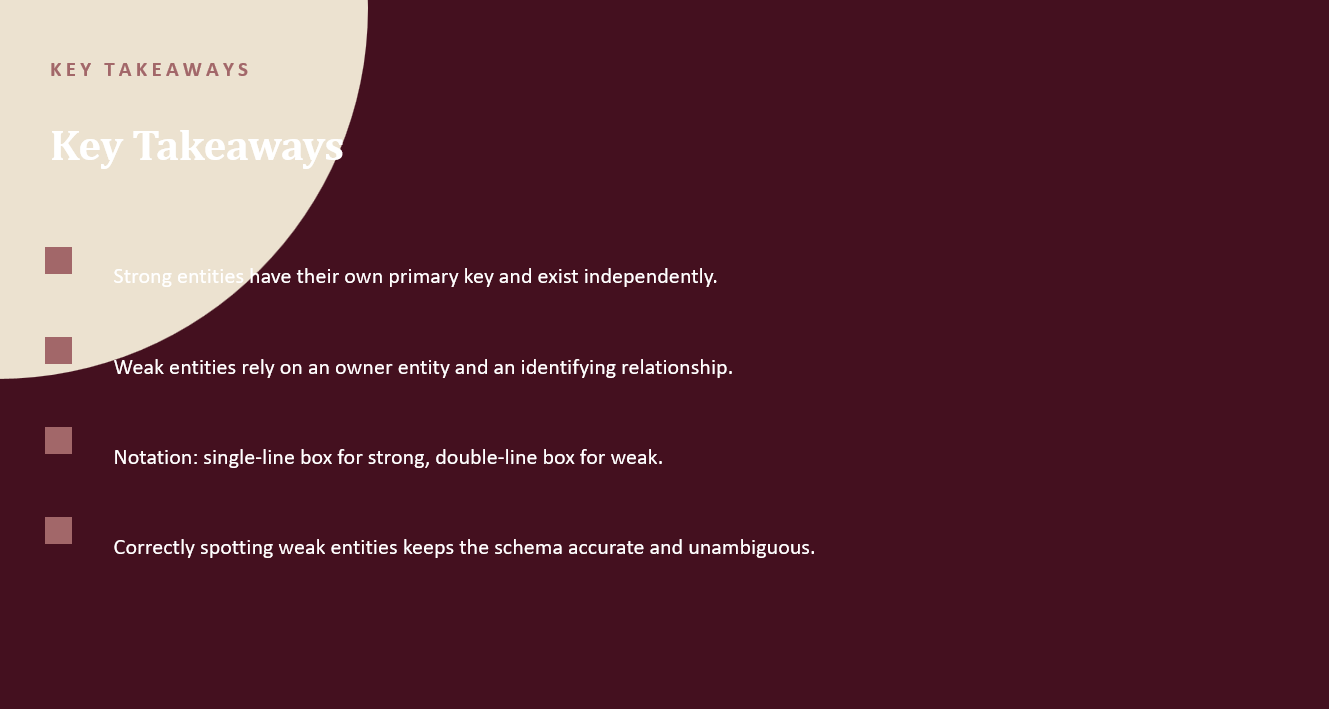 KEY TAKEAWAYS
Key Takeaways
Strong entities have their own primary key and exist independently.
Weak entities rely on an owner entity and an identifying relationship.
Notation: single-line box for strong, double-line box for weak.
Correctly spotting weak entities keeps the schema accurate and unambiguous.